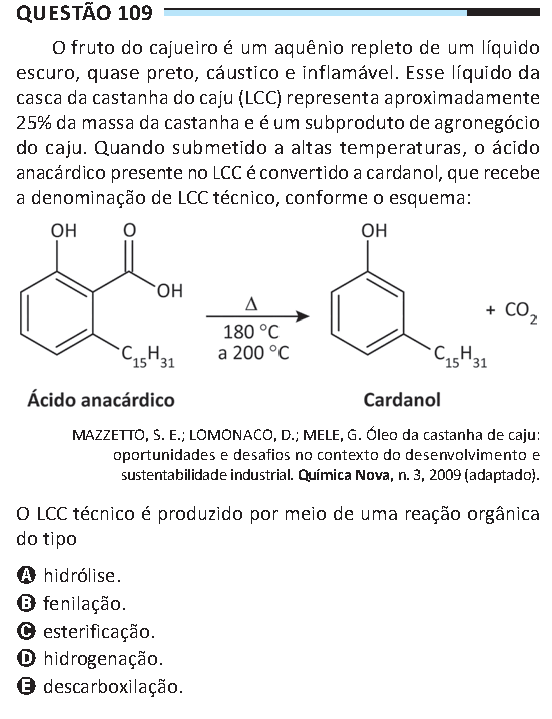 QUESTÃO 109
O fruto do cajueiro é um aquênio repleto de um líquido
escuro, quase preto, cáustico e inflamável. Esse líquido da
casca da castanha do caju (LCC) representa aproximadamente
25% da massa da castanha e é um subproduto de agronegócio
do caju. Quando submetido a altas temperaturas, o ácido
anacárdico presente no LCC é convertido a cardanol, que recebe
a denominação de LCC técnico, conforme o esquema:
OH O OH
OH C₁₅H₃₁
Δ
180 °C
a 200 °C
C₁₅H₃₁ + CO₂
Ácido anacárdico Cardanol
MAZZETTO, S. E.; LOMONACO, D.; MELE, G. Óleo da castanha de caju:
oportunidades e desafios no contexto do desenvolvimento e
sustentabilidade industrial. Química Nova, n. 3, 2009 (adaptado).
O LCC técnico é produzido por meio de uma reação orgânica
do tipo
A hidrólise.
B fenilação.
C esterificação.
D hidrogenação.
E descarboxilação.